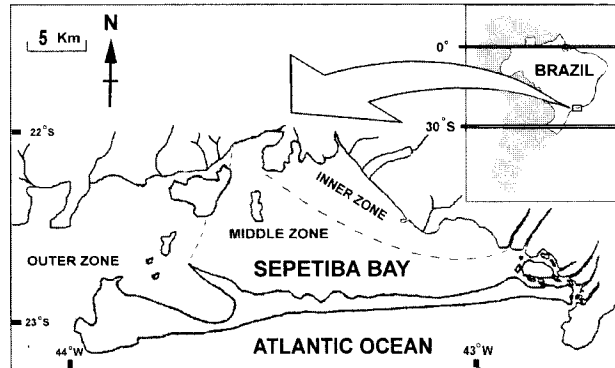 5 Km
N
0°
BRAZIL
30°S
22°S
INNER ZONE
MIDDLE ZONE
OUTER ZONE
SEPETIBA BAY
23°S
44°W
43°W
ATLANTIC OCEAN